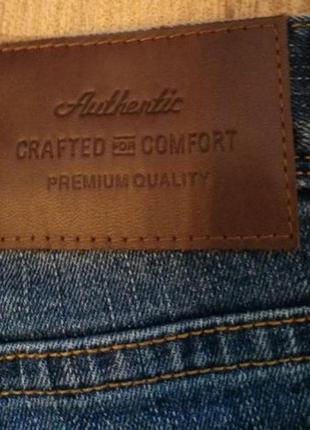 Authentic
CRAFTED FOR COMFORT
PREMIUM QUALITY